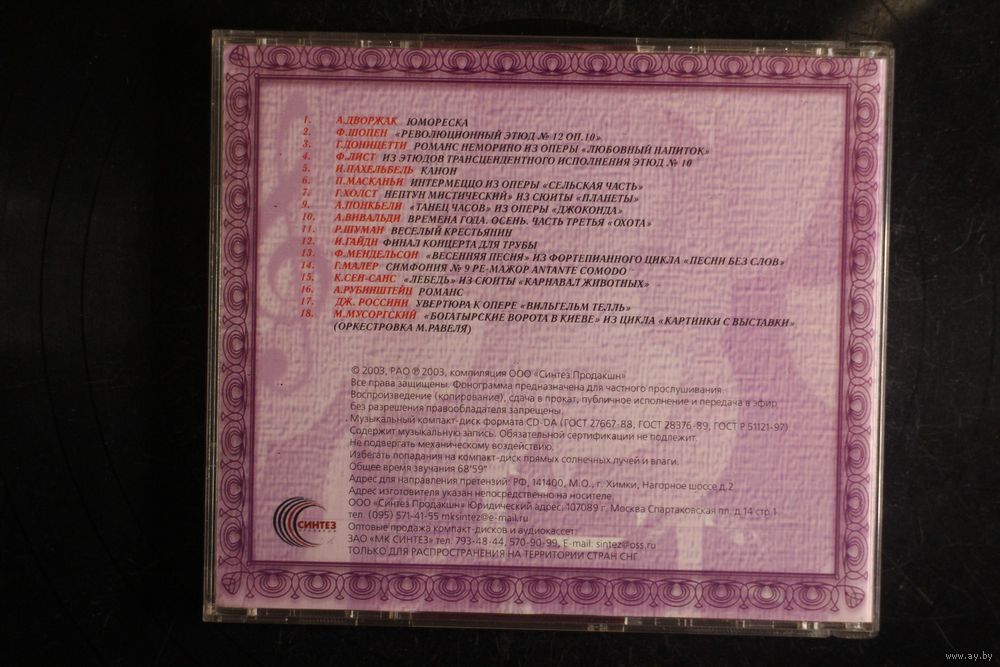 1. А.ДВОРЖАК ЮМОРЕСКА
2. Ф.ШОПЕН «РЕВОЛЮЦИОННЫЙ ЭТЮД № 12 ОП.10»
3. Г.ДОНИЦЕТТИ РОМАНС НЕМОРИНО ИЗ ОПЕРЫ «ЛЮБОВНЫЙ НАПИТОК»
4. Ф.ЛИСТ ИЗ ЭТЮДОВ ТРАНСЦЕНДЕНТНОГО ИСПОЛНЕНИЯ ЭТЮД № 10
5. И.ПАХЕЛЬБЕЛЬ КАНОН
6. П.МАСКАНЬИ ИНТЕРМЕЦЦО ИЗ ОПЕРЫ «СЕЛЬСКАЯ ЧАСТЬ»
7. Г.ХОЛСТ НЕПТУН МИСТИЧЕСКИЙ» ИЗ СЮИТЫ «ПЛАНЕТЫ»
9. А.ПОНКЬЕЛИ «ТАНЕЦ ЧАСОВ» ИЗ ОПЕРЫ «ДЖОКОНДА»
10. А.ВИВАЛЬДИ ВРЕМЕНА ГОДА. ОСЕНЬ. ЧАСТЬ ТРЕТЬЯ «ОХОТА»
11. Р.ШУМАН ВЕСЕЛЫЙ КРЕСТЬЯНИН
12. И.ГАЙДН ФИНАЛ КОНЦЕРТА ДЛЯ ТРУБЫ
13. Ф.МЕНДЕЛЬСОН «ВЕСЕННЯЯ ПЕСНЯ» ИЗ ФОРТЕПИАННОГО ЦИКЛА «ПЕСНИ БЕЗ СЛОВ»
14. Г.МАЛЕР СИМФОНИЯ № 9 РЕ-МАЖОР ANTANTE COMODO
15. К.СЕН-САНС «ЛЕБЕДЬ» ИЗ СЮИТЫ «КАРНАВАЛ ЖИВОТНЫХ»
16. А.РУБИНШТЕЙН РОМАНС
17. ДЖ. РОССИНИ УВЕРТЮРА К ОПЕРЕ «ВИЛЬГЕЛЬМ ТЕЛЛЬ»
18. М.МУСОРГСКИЙ «БОГАТЫРСКИЕ ВОРОТА В КИЕВЕ» ИЗ ЦИКЛА «КАРТИНКИ С ВЫСТАВКИ»
(ОРКЕСТРОВКА М.РАВЕЛЯ)
© 2003, РАО ℗ 2003, компиляция ООО «Синтез Продакшн»
Все права защищены. Фонограмма предназначена для частного прослушивания.
Воспроизведение (копирование), сдача в прокат, публичное исполнение и передача в эфир
без разрешения правообладателя запрещены.
Музыкальный компакт-диск формата CD-DA (ГОСТ 27667-88, ГОСТ 28376-89, ГОСТ Р 51121-97)
Содержит музыкальную запись. Обязательной сертификации не подлежит.
Не подвергать механическому воздействию.
Избегать попадания на компакт-диск прямых солнечных лучей и влаги.
Общее время звучания 68'59"
Адрес для направления претензий: РФ, 141400, М.О., г. Химки, Нагорное шоссе д.2
Адрес изготовителя указан непосредственно на носителе.
ООО «Синтез Продакшн» Юридический адрес: 107089 г. Москва Спартаковская пл, д.14 стр.1
тел. (095) 571-41-55 mksintez@e-mail.ru
Оптовые продажа компакт-дисков и аудиокассет:
ЗАО «МК СИНТЕЗ» тел. 793-48-44, 570-90-99, E-mail: sintez@oss.ru
ТОЛЬКО ДЛЯ РАСПРОСТРАНЕНИЯ НА ТЕРРИТОРИИ СТРАН СНГ.
СИНТЕЗ
www.ay.by